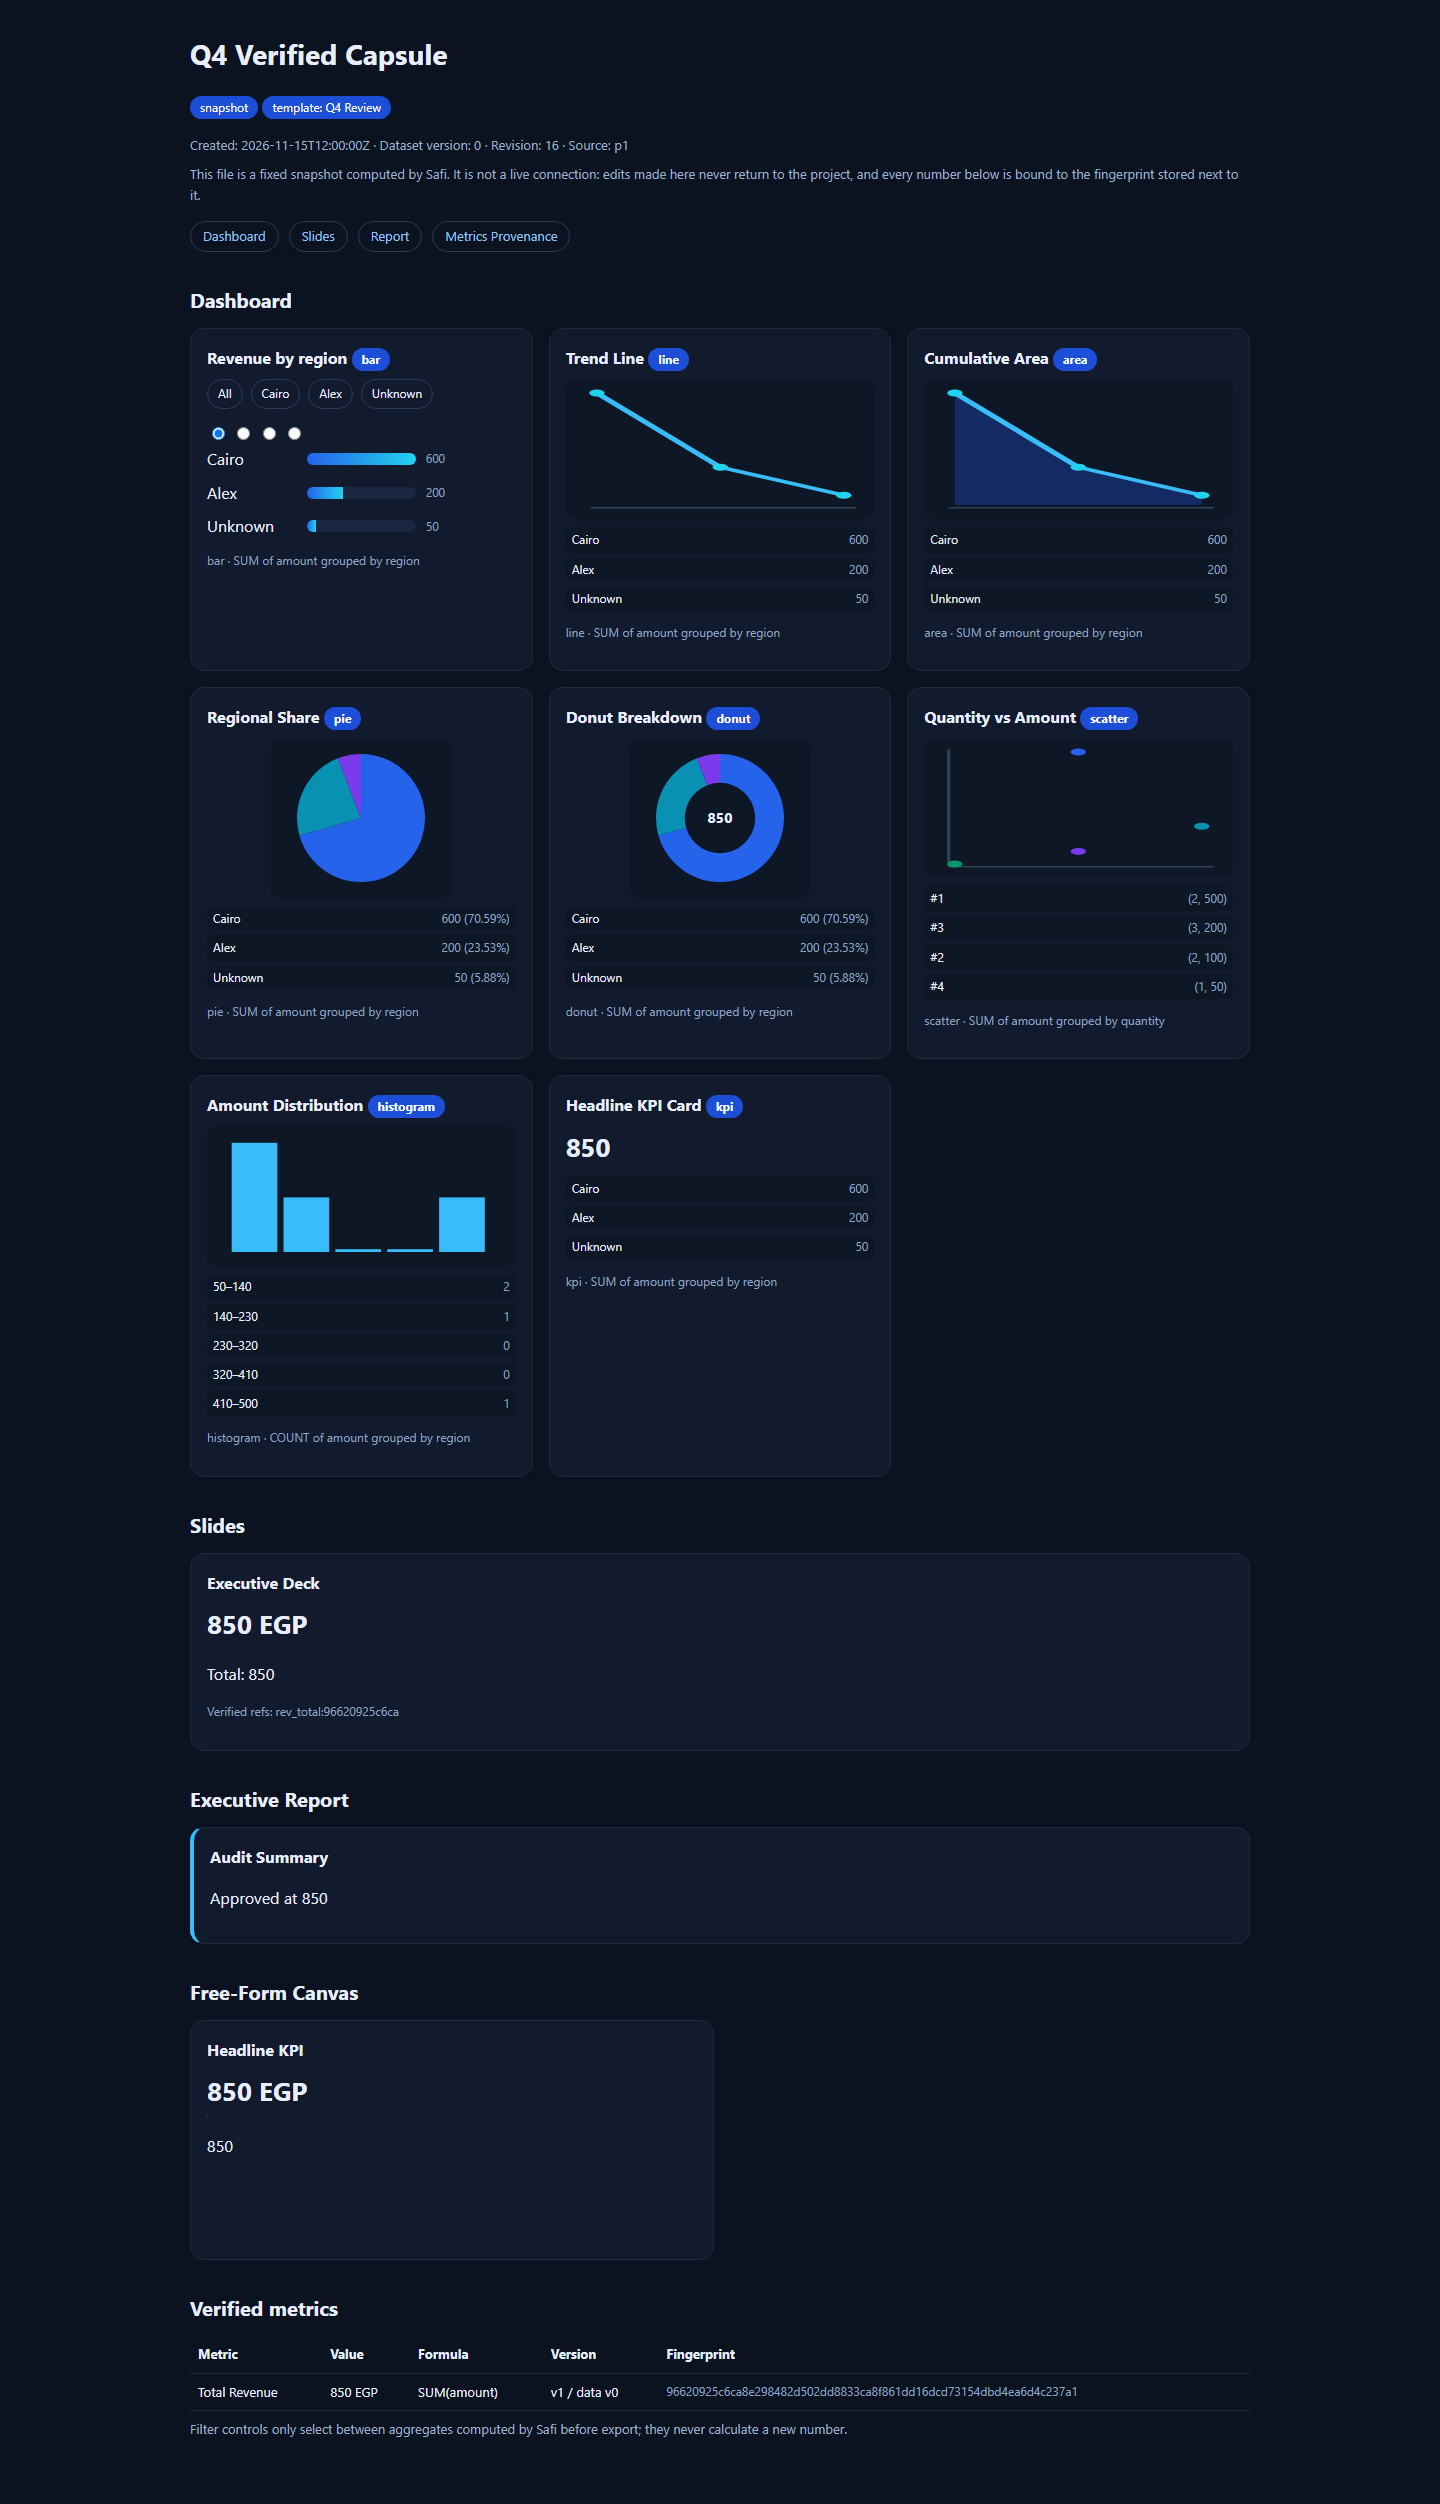 Q4 Verified Capsule
snapshot template: Q4 Review
Created: 2026-11-15T12:00:00Z · Dataset version: 0 · Revision: 16 · Source: p1
This file is a fixed snapshot computed by Safi. It is not a live connection: edits made here never return to the project, and every number below is bound to the fingerprint stored next to
it.
Dashboard Slides Report Metrics Provenance
Dashboard
Revenue by region bar
All Cairo Alex Unknown
Cairo 600
Alex 200
Unknown 50
bar · SUM of amount grouped by region
Trend Line line
Cairo 600
Alex 200
Unknown 50
line · SUM of amount grouped by region
Cumulative Area area
Cairo 600
Alex 200
Unknown 50
area · SUM of amount grouped by region
Regional Share pie
Cairo 600 (70.59%)
Alex 200 (23.53%)
Unknown 50 (5.88%)
pie · SUM of amount grouped by region
Donut Breakdown donut
850
Cairo 600 (70.59%)
Alex 200 (23.53%)
Unknown 50 (5.88%)
donut · SUM of amount grouped by region
Quantity vs Amount scatter
#1 (2, 500)
#3 (3, 200)
#2 (2, 100)
#4 (1, 50)
scatter · SUM of amount grouped by quantity
Amount Distribution histogram
50–140 2
140–230 1
230–320 0
320–410 0
410–500 1
histogram · COUNT of amount grouped by region
Headline KPI Card kpi
850
Cairo 600
Alex 200
Unknown 50
kpi · SUM of amount grouped by region
Slides
Executive Deck
850 EGP
Total: 850
Verified refs: rev_total:96620925c6ca
Executive Report
Audit Summary
Approved at 850
Free-Form Canvas
Headline KPI
850 EGP
850
Verified metrics
Metric Value Formula Version Fingerprint
Total Revenue 850 EGP SUM(amount) v1 / data v0 96620925c6ca8e298482d502dd8833ca8f861dd16dcd73154dbd4ea6d4c237a1
Filter controls only select between aggregates computed by Safi before export; they never calculate a new number.